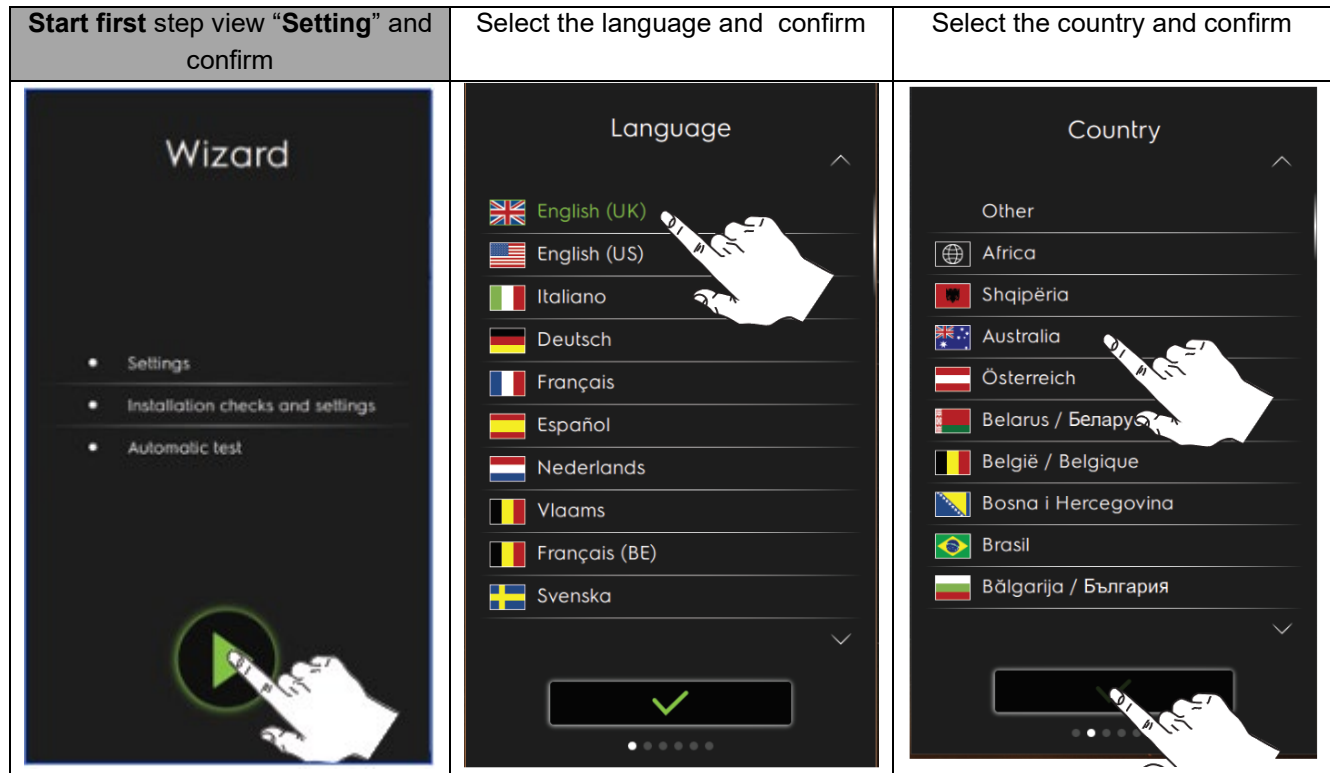 Start first step view “Setting” and
confirm
Select the language and confirm
Select the country and confirm
Wizard
Settings
Installation checks and settings
Automatic test
Language
English (UK)
English (US)
Italiano
Deutsch
Français
Español
Nederlands
Vlaams
Français (BE)
Svenska
Country
Other
Africa
Shqipëria
Australia
Österreich
Belarus / Беларус
België / Belgique
Bosna i Hercegovina
Brasil
Bălgarija / България